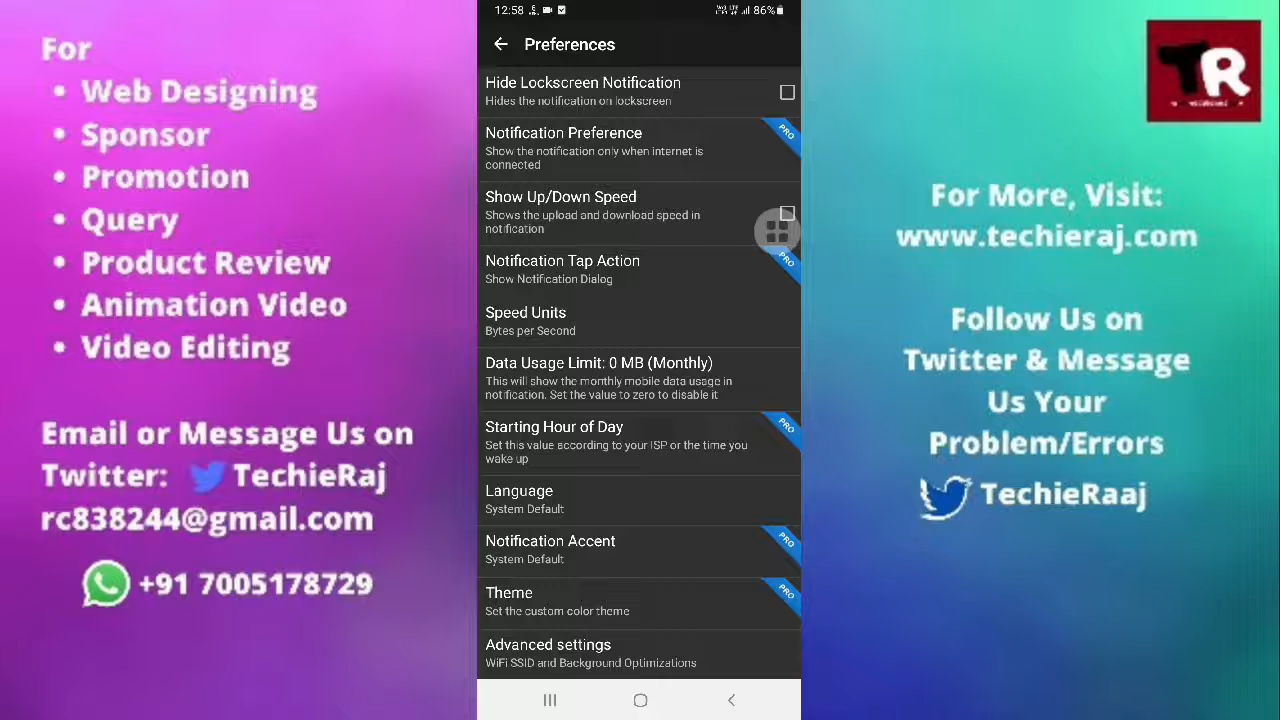 For
• Web Designing
• Sponsor
• Promotion
• Query
• Product Review
• Animation Video
• Video Editing
Email or Message Us on
Twitter: TechieRaj
rc838244@gmail.com
+91 7005178729
12:58
86%
Preferences
Hide Lockscreen Notification
Hides the notification on lockscreen
Notification Preference
PRO
Show the notification only when internet is
connected
Show Up/Down Speed
Shows the upload and download speed in
notification
Notification Tap Action
PRO
Show Notification Dialog
Speed Units
Bytes per Second
Data Usage Limit: 0 MB (Monthly)
This will show the monthly mobile data usage in
notification. Set the value to zero to disable it
Starting Hour of Day
PRO
Set this value according to your ISP or the time you
wake up
Language
System Default
Notification Accent
PRO
System Default
Theme
PRO
Set the custom color theme
Advanced settings
WiFi SSID and Background Optimizations
TR
For More, Visit:
www.techieraj.com
Follow Us on
Twitter & Message
Us Your
Problem/Errors
TechieRaaj